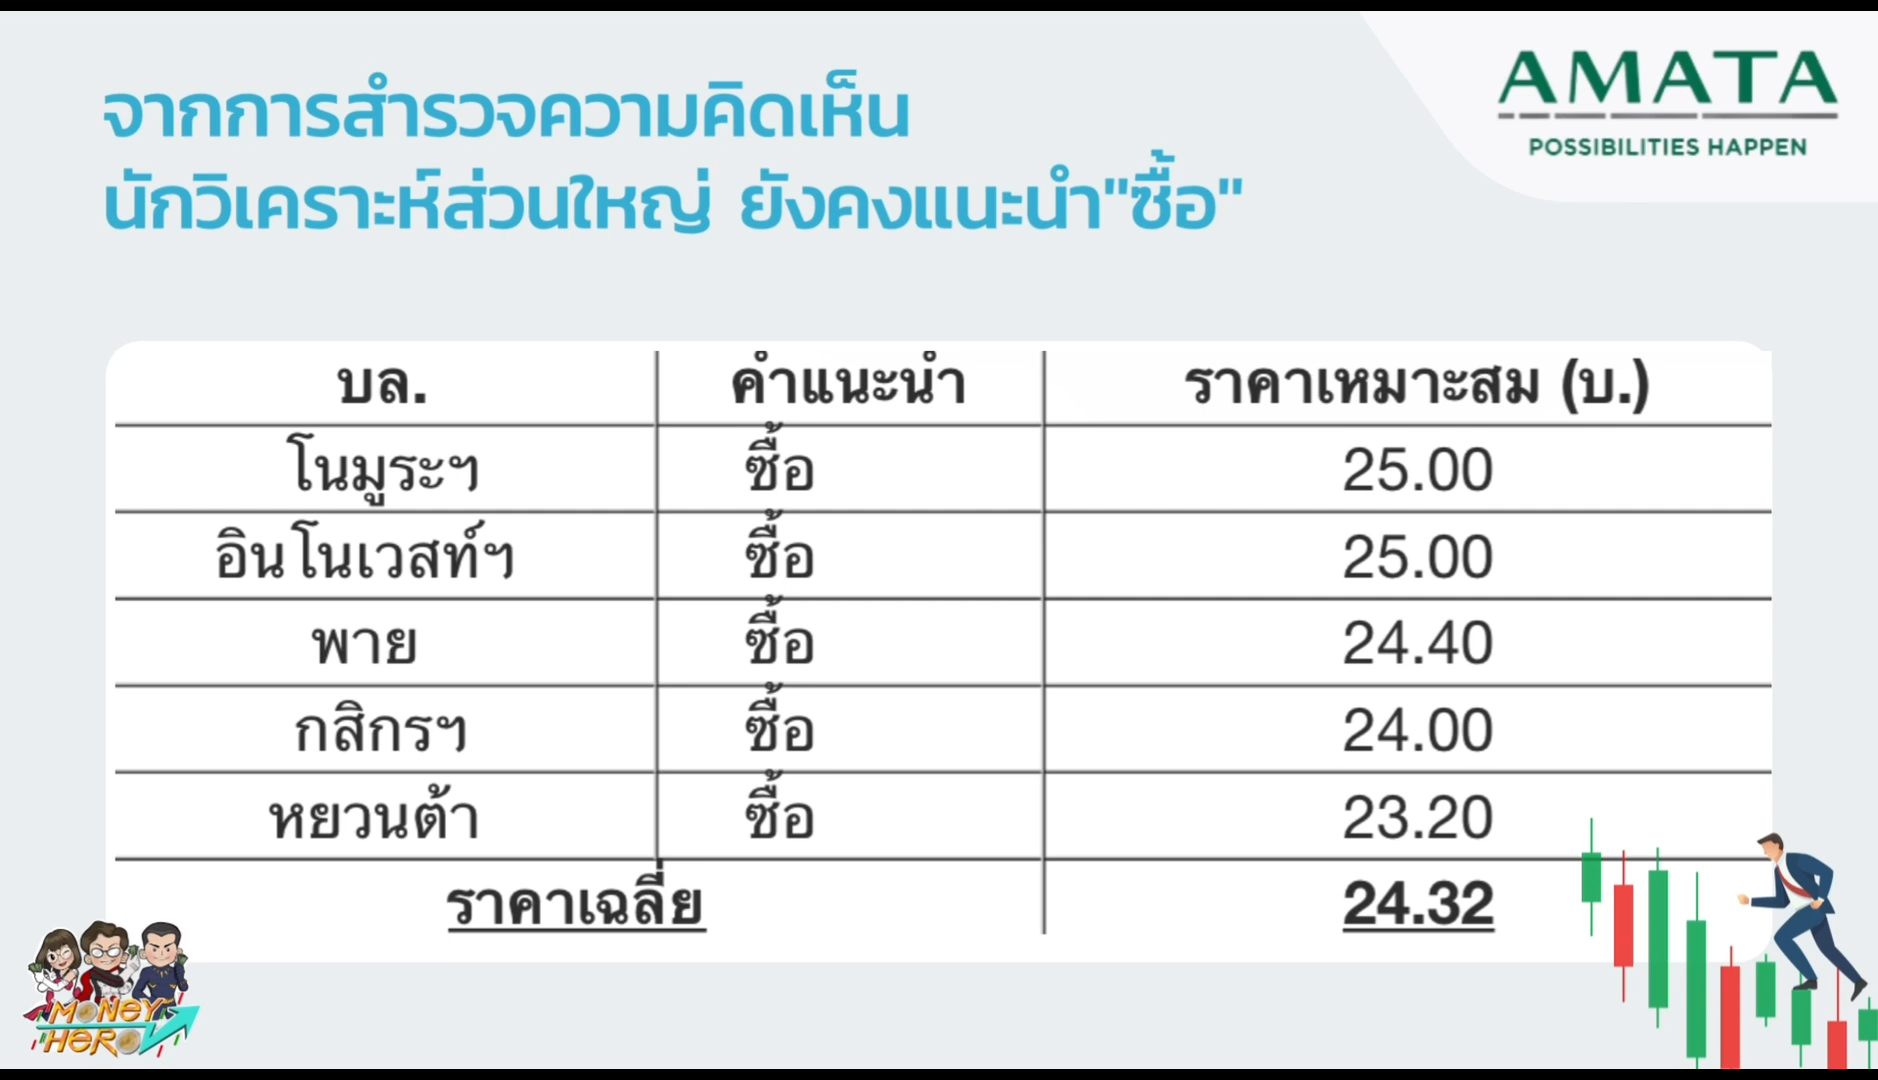 AMATA
POSSIBILITIES HAPPEN
จากการสำรวจความคิดเห็น
นักวิเคราะห์ส่วนใหญ่ ยังคงแนะนำ"ซื้อ"
บล. คำแนะนำ ราคาเหมาะสม (บ.)
โนมูระฯ ซื้อ 25.00
อินโนเวสท์ฯ ซื้อ 25.00
พาย ซื้อ 24.40
กสิกรฯ ซื้อ 24.00
หยวนต้า ซื้อ 23.20
ราคาเฉลี่ย 24.32
MONEY
HERO